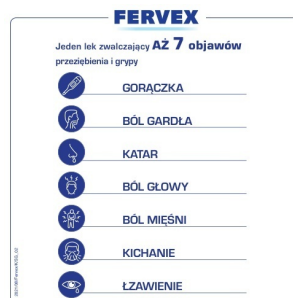 FERVEX
Jeden lek zwalczający AŻ 7 objawów
przeziębienia i grypy
GORĄCZKA
BÓL GARDŁA
KATAR
BÓL GŁOWY
BÓL MIĘŚNI
KICHANIE
ŁZAWIENIE